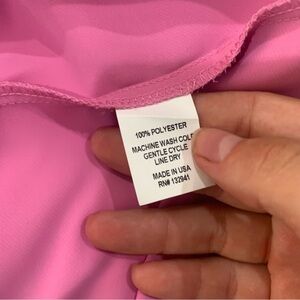 100% POLYESTER
MACHINE WASH COLD
GENTLE CYCLE
LINE DRY
MADE IN USA
RN# 132941